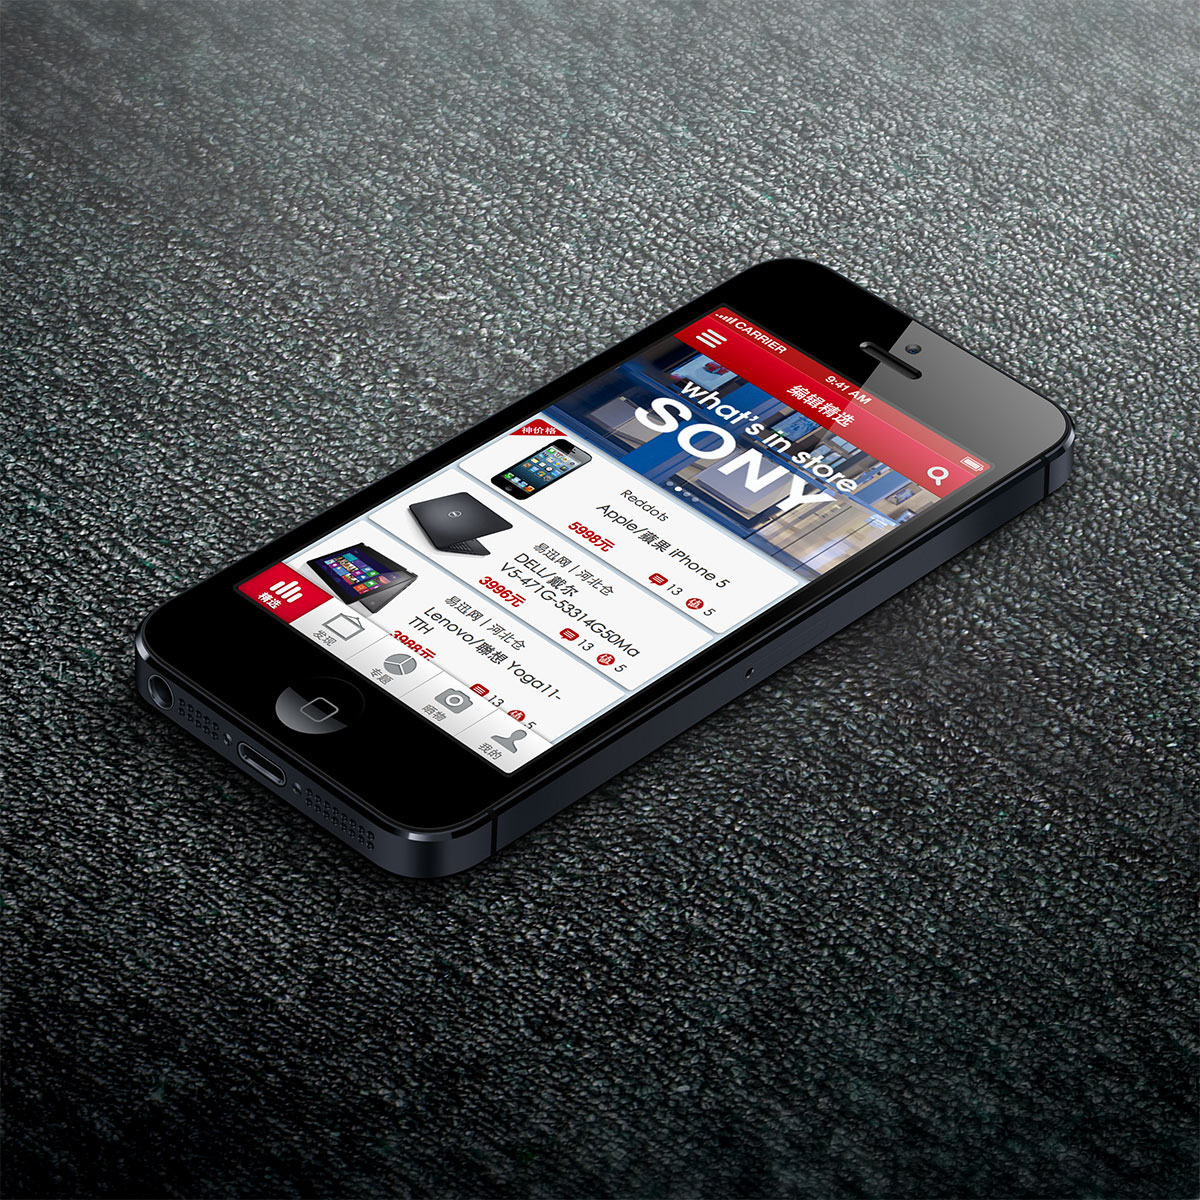 CARRIER
9:41 AM
编辑精选
what's in store
SONY
神价格
Reddots
Apple/蘋果 iPhone 5
5998元
13
5
易迅网 | 河北仓
DELL/戴尔
V5-471G-53314G50Ma
3996元
13
5
易迅网 | 河北仓
Lenovo/聯想 Yoga11-
TTH
3988元
13
5
精选
发现
专题
晒物
我的